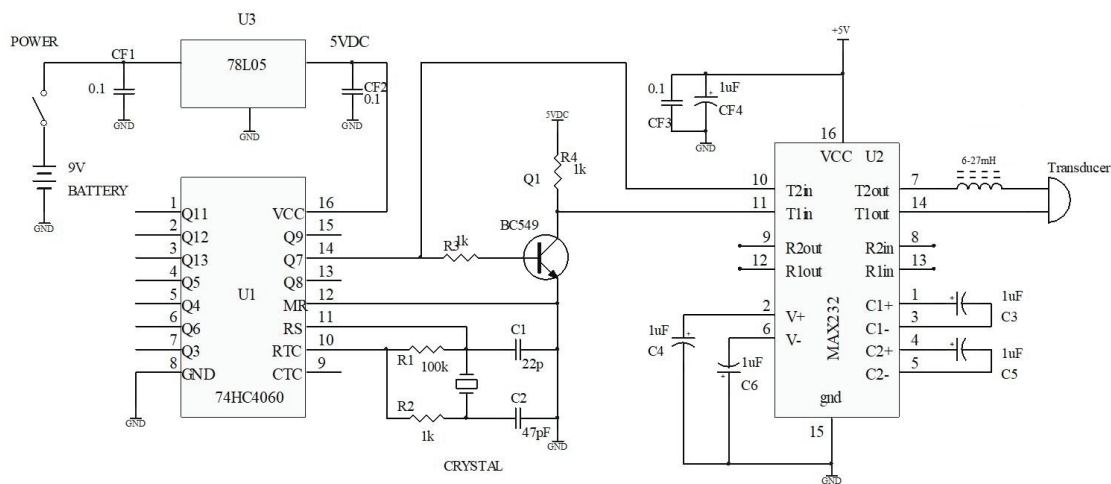 U3
POWER
CF1
78L05
5VDC
0.1
CF2
0.1
GND
GND
GND
9V
BATTERY
GND
U1
74HC4060
1 Q11
2 Q12
3 Q13
4 Q5
5 Q4
6 Q6
7 Q3
8 GND
VCC 16
Q9 15
Q7 14
Q8 13
MR 12
RS 11
RTC 10
CTC 9
GND
R3
1k
R1
100k
R2
1k
C1
22p
C2
47pF
CRYSTAL
GND
5VDC
R4
1k
Q1
BC549
+5V
0.1
CF3
+
1uF
CF4
GND
16
VCC
U2
MAX232
10 T2in
11 T1in
9 R2out
12 R1out
2 V+
6 V-
T2out 7
T1out 14
R2in 8
R1in 13
C1+ 1
C1- 3
C2+ 4
C2- 5
gnd
15
GND
6-27mH
Transducer
+
1uF
C3
+
1uF
C5
1uF
+
C4
1uF
+
C6